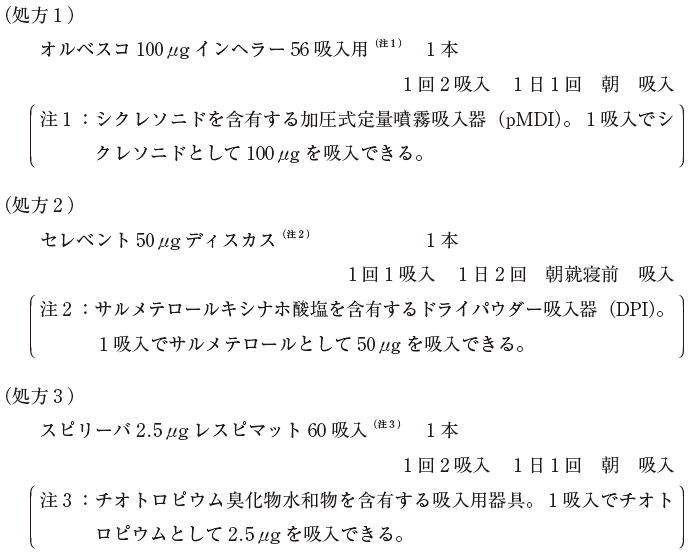 (処方1)
オルベスコ 100 μg インヘラー 56 吸入用(注1) 1本
1回2吸入 1日1回 朝 吸入
注1:シクレソニドを含有する加圧式定量噴霧吸入器(pMDI)。1吸入でシ
クレソニドとして 100 μg を吸入できる。
(処方2)
セレベント 50 μg ディスカス(注2) 1本
1回1吸入 1日2回 朝就寝前 吸入
注2:サルメテロールキシナホ酸塩を含有するドライパウダー吸入器(DPI)。
1吸入でサルメテロールとして 50 μg を吸入できる。
(処方3)
スピリーバ 2.5 μg レスピマット 60 吸入(注3) 1本
1回2吸入 1日1回 朝 吸入
注3:チオトロピウム臭化物水和物を含有する吸入用器具。1吸入でチオト
ロピウムとして 2.5 μg を吸入できる。